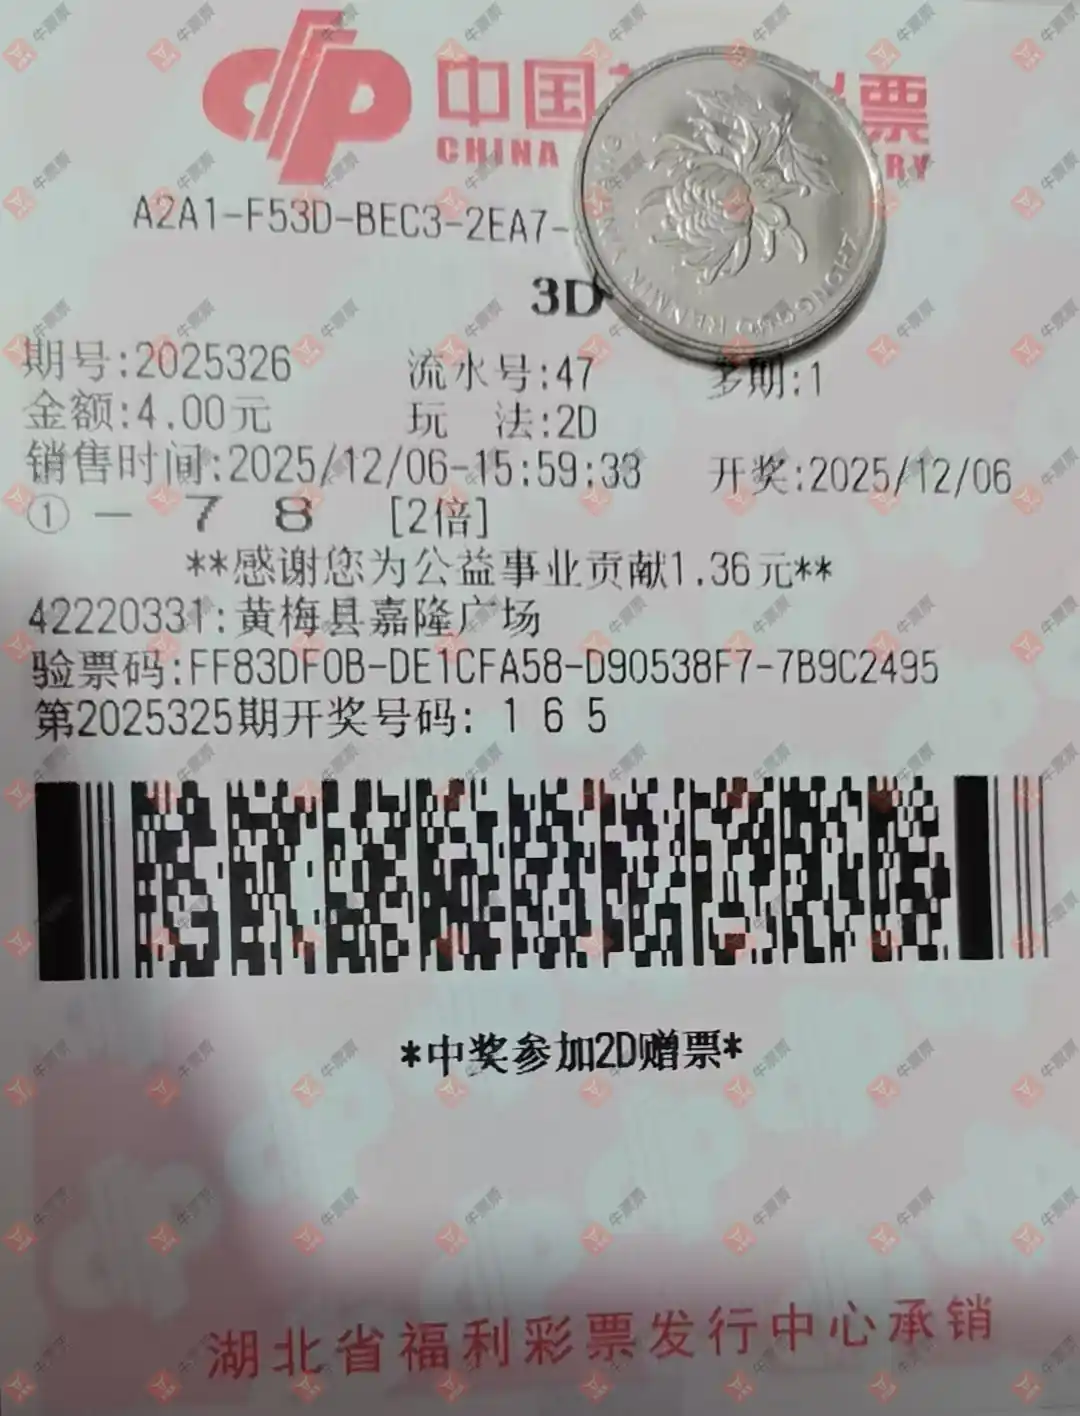 中国 票
CHINA RY
A2A1-F53D-BEC3-2EA7-
3D
期号:2025326 流水号:47 多期:1
金额:4.00元 玩 法:2D
销售时间:2025/12/06-15:59:33 开奖:2025/12/06
① — 7 8 [2倍]
**感谢您为公益事业贡献1.36元**
42220331:黄梅县嘉隆广场
验票码:FF83DF0B-DE1CFA58-D90538F7-7B9C2495
第2025325期开奖号码: 1 6 5
*中奖参加2D赠票*
湖北省福利彩票发行中心承销
牛票票